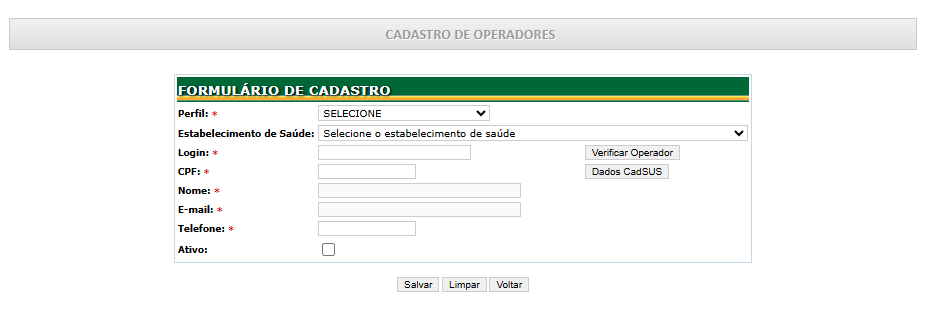 CADASTRO DE OPERADORES
FORMULÁRIO DE CADASTRO
Perfil: * SELECIONE
Estabelecimento de Saúde: Selecione o estabelecimento de saúde
Login: * Verificar Operador
CPF: * Dados CadSUS
Nome: *
E-mail: *
Telefone: *
Ativo:
Salvar Limpar Voltar